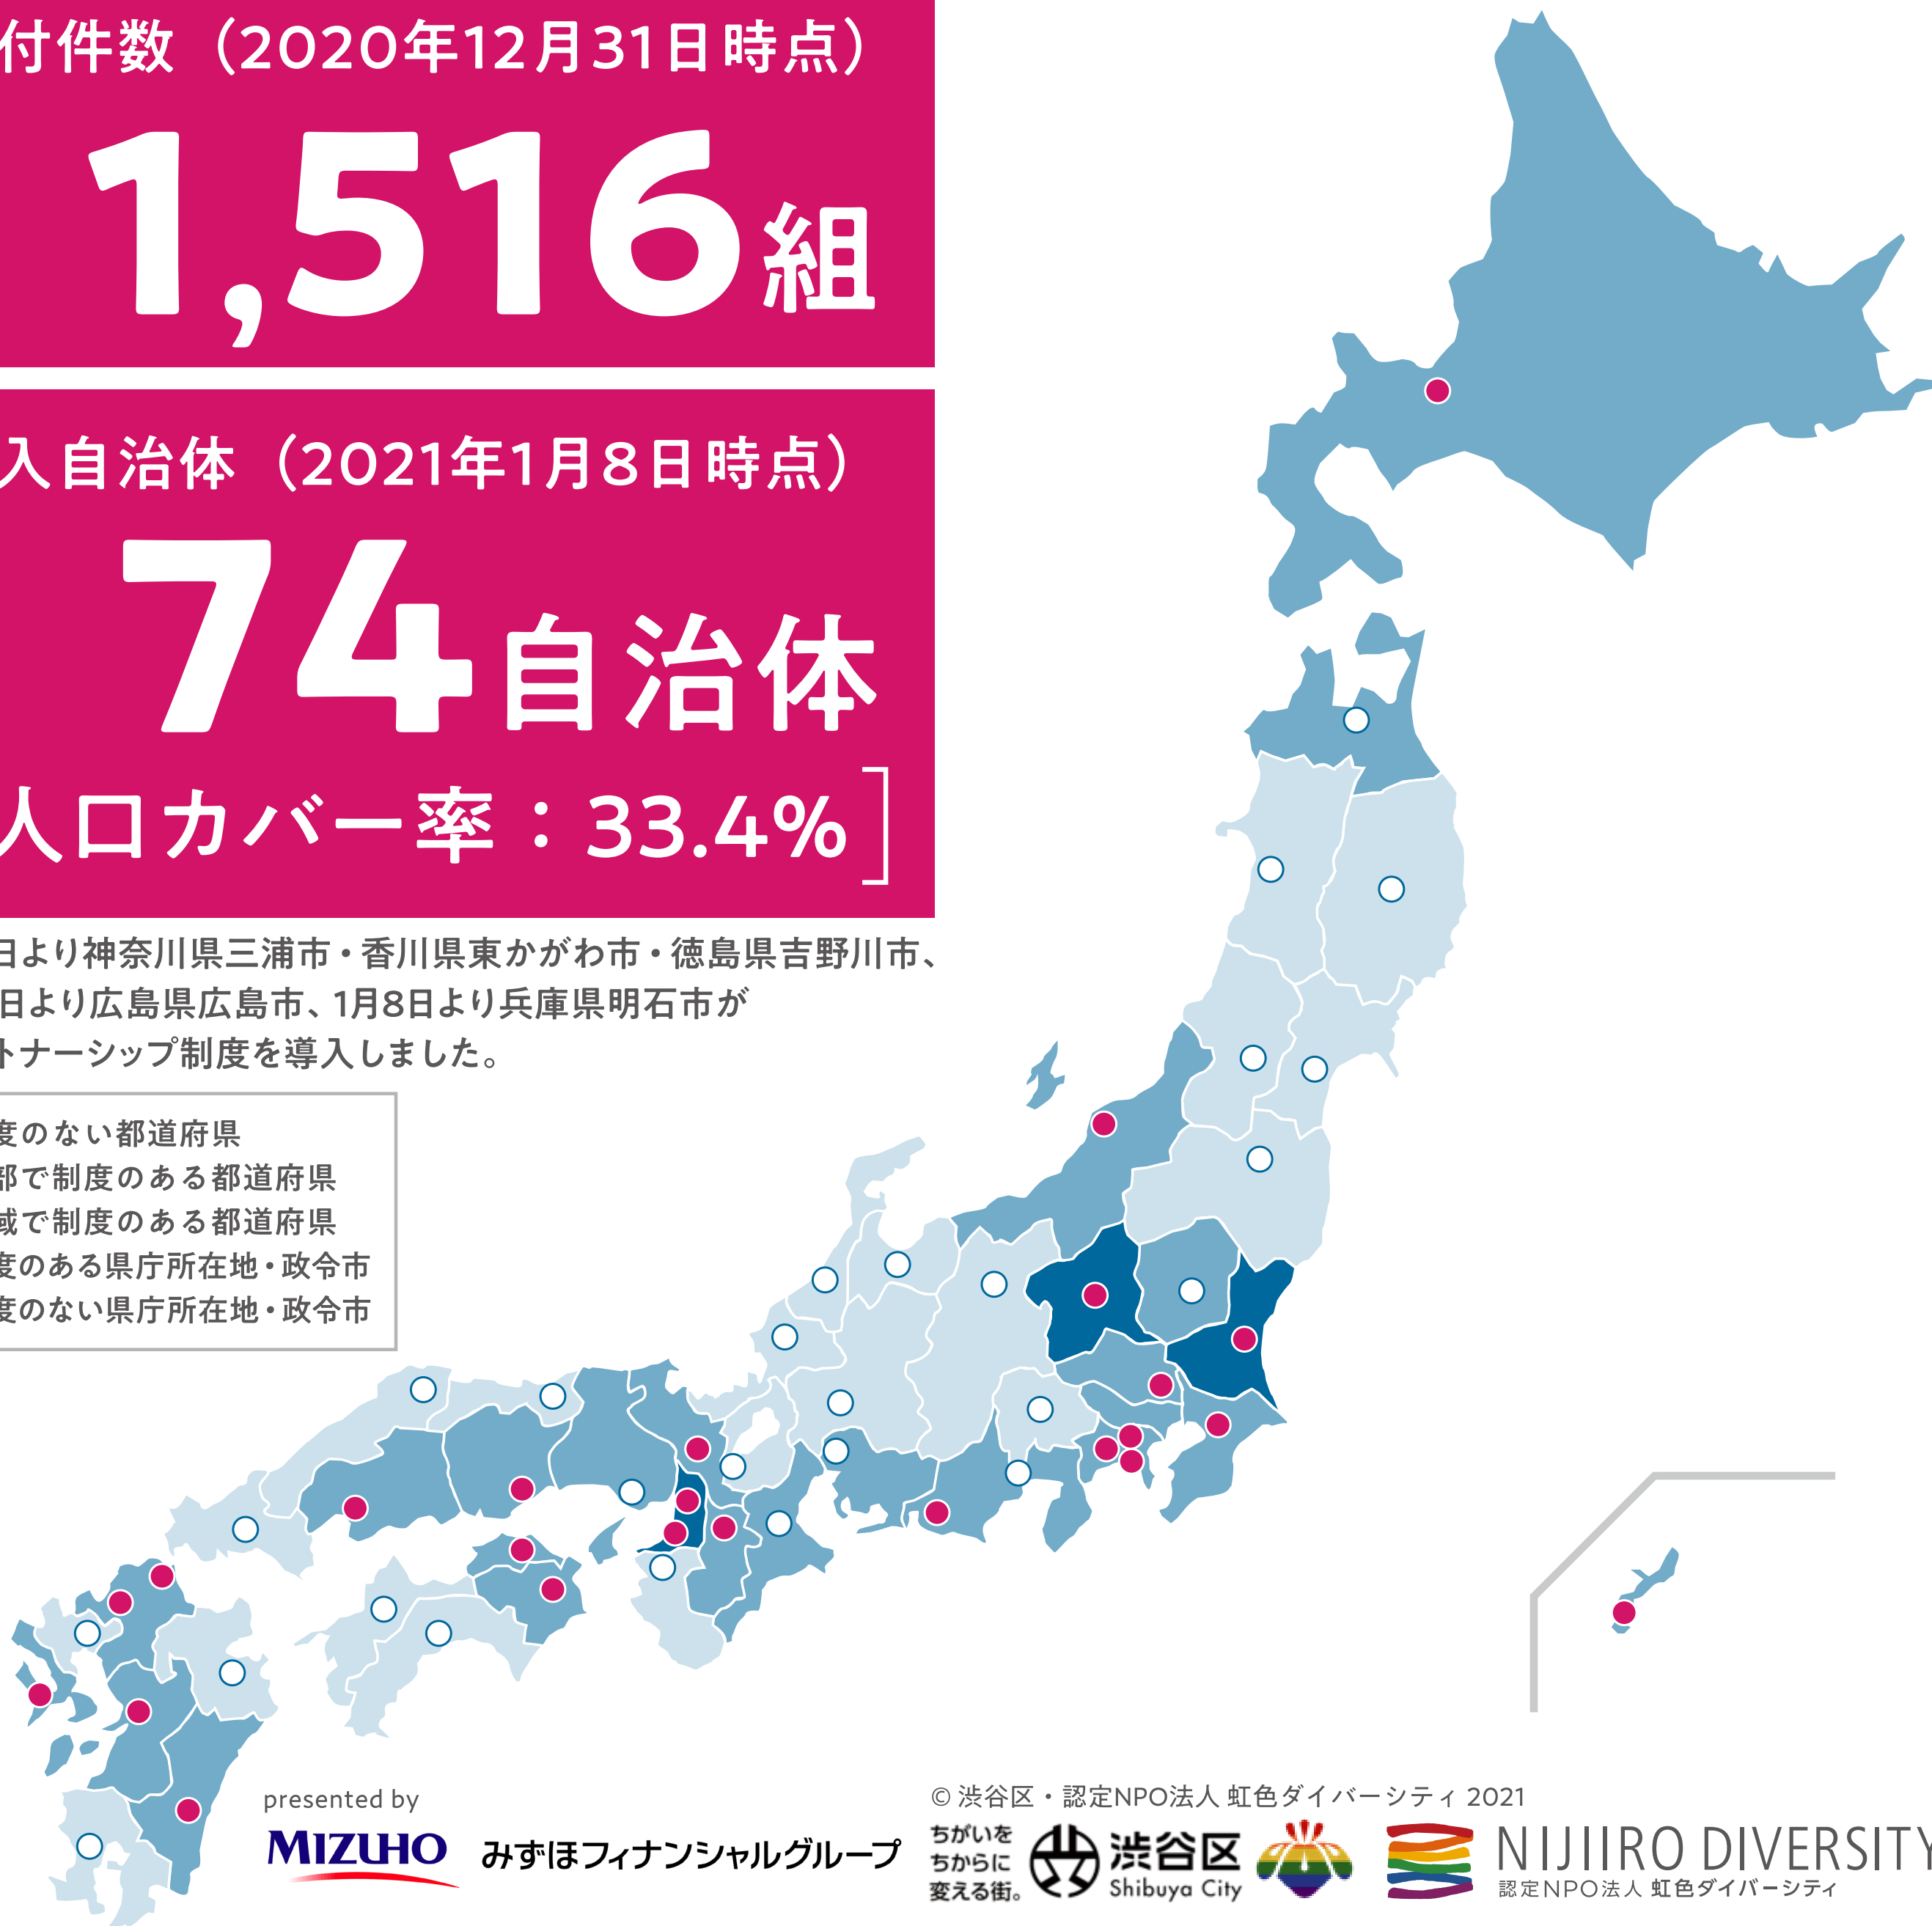 付件数（2020年12月31日時点）
1,516組
入自治体（2021年1月8日時点）
74自治体
人口カバー率：33.4%］
日より神奈川県三浦市・香川県東かがわ市・徳島県吉野川市、
日より広島県広島市、1月8日より兵庫県明石市が
トナーシップ制度を導入しました。
度のない都道府県
部で制度のある都道府県
域で制度のある都道府県
度のある県庁所在地・政令市
度のない県庁所在地・政令市
presented by
MIZUHO みずほフィナンシャルグループ
© 渋谷区・認定NPO法人 虹色ダイバーシティ 2021
ちがいを
ちからに
変える街。
渋谷区
Shibuya City
NIJIIRO DIVERSITY
認定NPO法人 虹色ダイバーシティ